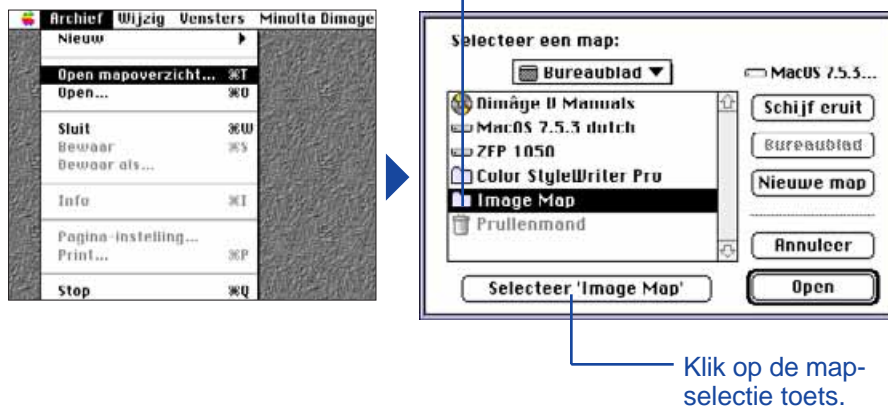 Archief Wijzig Vensters Minolta Dimage
Nieuw
Open mapoverzicht... ⌘T
Open... ⌘O
Sluit ⌘W
Bewaar ⌘S
Bewaar als...
Info ⌘I
Pagina-instelling...
Print... ⌘P
Stop ⌘Q
Selecteer een map:
Bureaublad
MacOS 7.5.3...
Dimâge V Manuals
MacOS 7.5.3 dutch
ZFP 1050
Color StyleWriter Pro
Image Map
Prullenmand
Schijf eruit
Bureaublad
Nieuwe map
Annuleer
Selecteer 'Image Map'
Open
Klik op de map-
selectie toets.